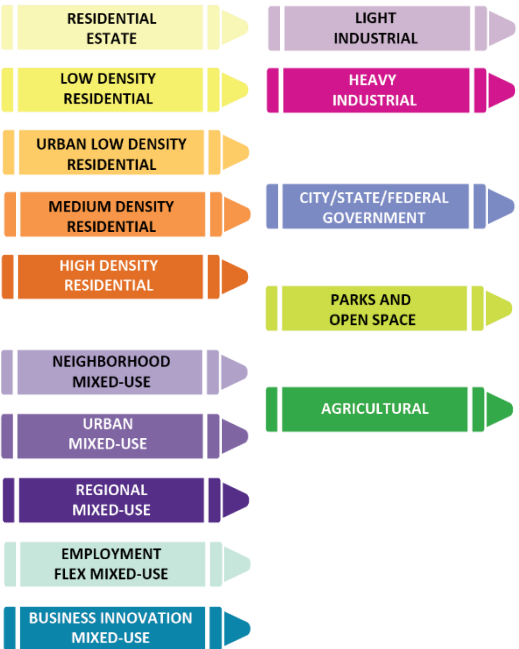 RESIDENTIAL
ESTATE
LOW DENSITY
RESIDENTIAL
URBAN LOW DENSITY
RESIDENTIAL
MEDIUM DENSITY
RESIDENTIAL
HIGH DENSITY
RESIDENTIAL
NEIGHBORHOOD
MIXED-USE
URBAN
MIXED-USE
REGIONAL
MIXED-USE
EMPLOYMENT
FLEX MIXED-USE
BUSINESS INNOVATION
MIXED-USE
LIGHT
INDUSTRIAL
HEAVY
INDUSTRIAL
CITY/STATE/FEDERAL
GOVERNMENT
PARKS AND
OPEN SPACE
AGRICULTURAL